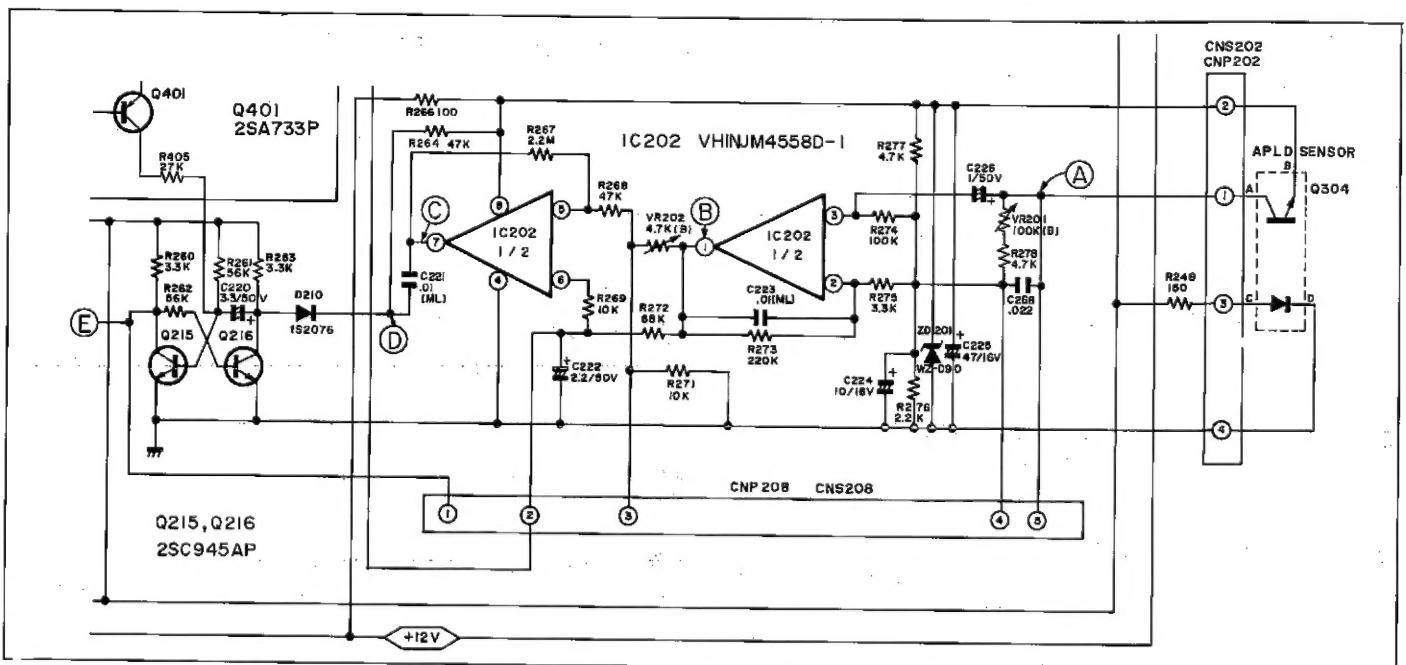 CNS202
CNP202
Q401
Q401
2SA733P
R405
27K
R266 100
R264 47K
R267
2.2M
IC202 VHINJM4558D-1
R277
4.7K
C226
1/50V
+
A
2
APLD SENSOR
B
Q304
1
A
R268
47K
8
5
C
7
IC202
1/2
4
6
VR202
4.7K(B)
B
1
IC202
1/2
3
2
R274
100K
VR201
100K(B)
R278
4.7K
C268
.022
R275
3.3K
R249
150
3
C
D
R260
3.3K
R261
56K
R263
3.3K
R262
56K
C220
3.3/50V
+
D210
1S2076
C221
.01
(ML)
R269
10K
R272
68K
C223
.01(ML)
R273
220K
E
Q215
Q216
D
+
C222
2.2/50V
R271
10K
ZD201
WZ-090
+
C225
47/16V
+
C224
10/16V
R276
2.2K
4
CNP208 CNS208
1
2
3
4
5
Q215, Q216
2SC945AP
+12V